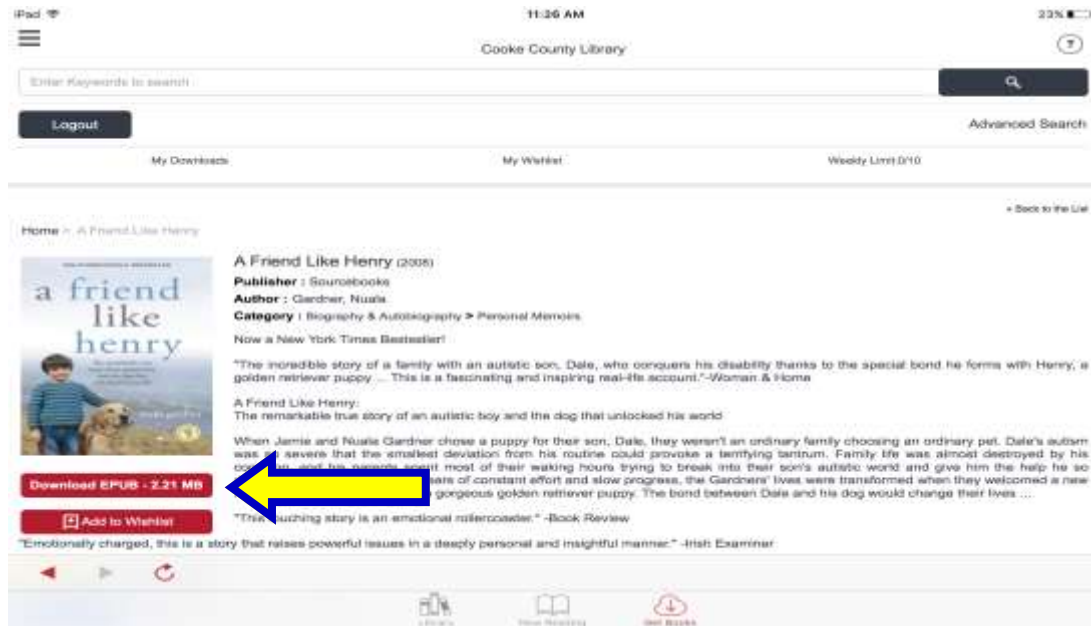 iPad
11:26 AM
23%
Cooke County Library
?
Enter Keywords to search
Logout
Advanced Search
My Downloads
My Wishlist
Weekly Limit:0/10
« Back to the List
Home > A Friend Like Henry
A Friend Like Henry (2008)
Publisher : Sourcebooks
Author : Gardner, Nuala
Category : Biography & Autobiography > Personal Memoirs
Now a New York Times Bestseller!
"The incredible story of a family with an autistic son, Dale, who conquers his disability thanks to the special bond he forms with Henry, a
golden retriever puppy ... This is a fascinating and inspiring real-life account."-Woman & Home
A Friend Like Henry:
The remarkable true story of an autistic boy and the dog that unlocked his world
When Jamie and Nuala Gardner chose a puppy for their son, Dale, they weren't an ordinary family choosing an ordinary pet. Dale's autism
was so severe that the smallest deviation from his routine could provoke a terrifying tantrum. Family life was almost destroyed by his
condition, and his parents spent most of their waking hours trying to break into their son's autistic world and give him the help he so
of constant effort and slow progress, the Gardners' lives were transformed when they welcomed a new
gorgeous golden retriever puppy. The bond between Dale and his dog would change their lives ...
"This touching story is an emotional rollercoaster." -Book Review
"Emotionally charged, this is a story that raises powerful issues in a deeply personal and insightful manner." -Irish Examiner
a friend
like
henry
Download EPUB - 2.21 MB
Add to Wishlist
Library
Now Reading
Get Books